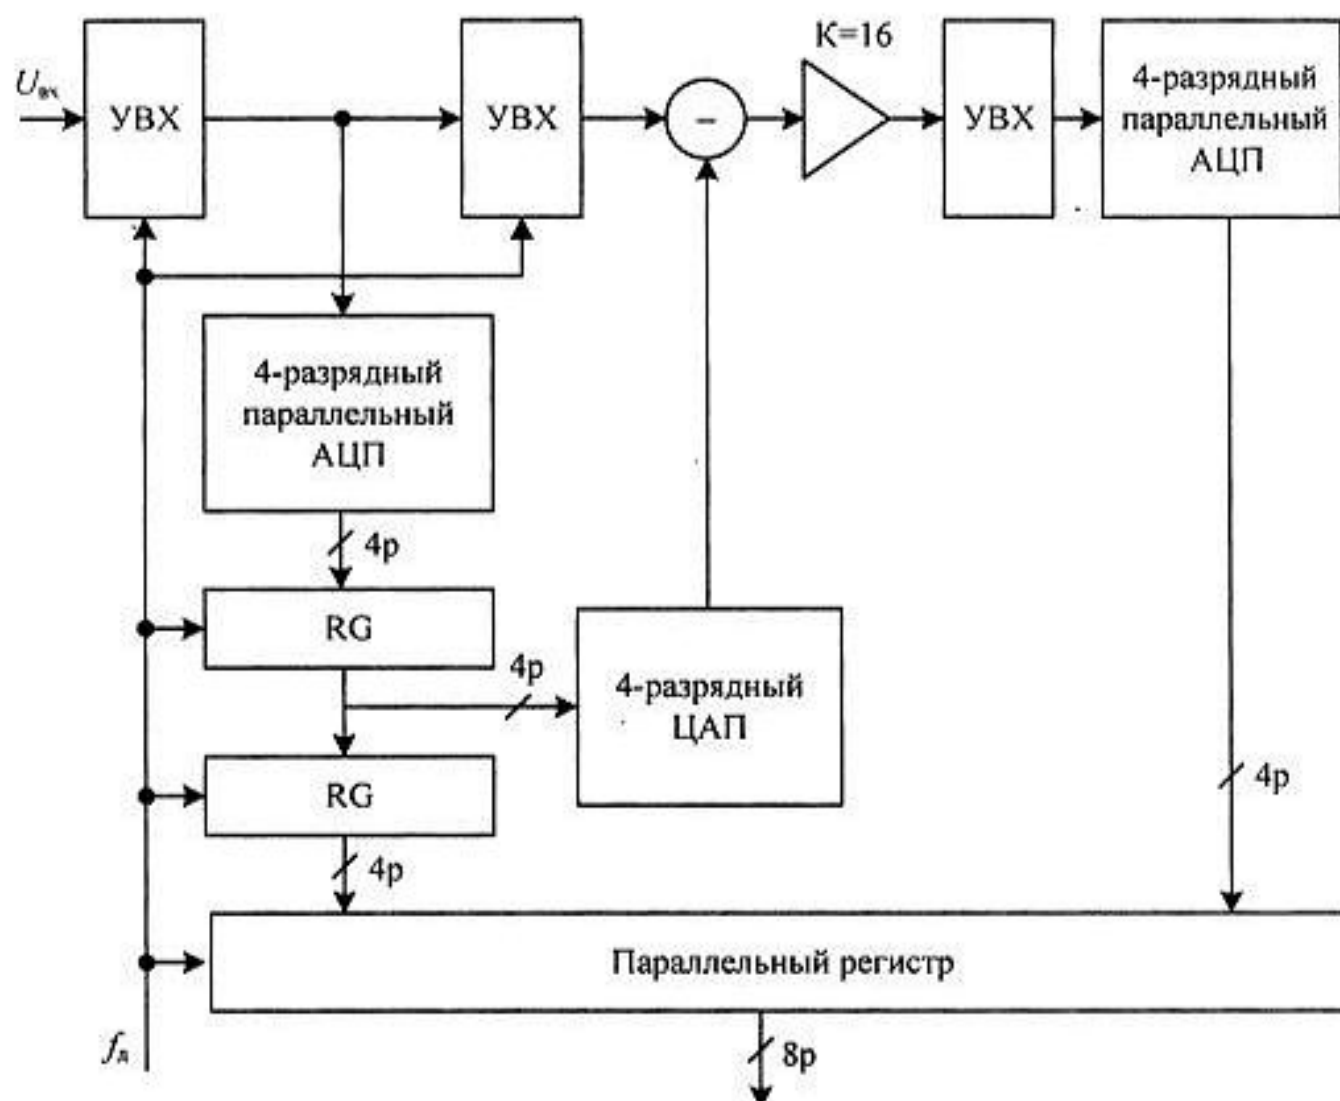 K=16
Uвч
УВХ
УВХ
–
УВХ
4-разрядный
параллельный
АЦП
4-разрядный
параллельный
АЦП
4р
RG
4р
4-разрядный
ЦАП
RG
4р
4р
Параллельный регистр
fд
8р